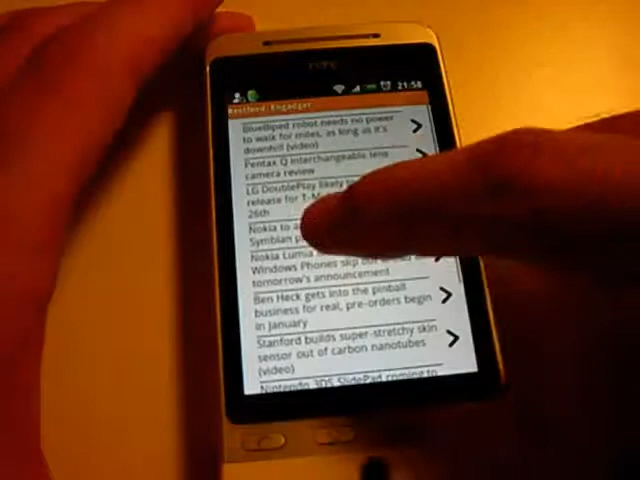 hTC
21:58
Engadget
BlueBiped robot needs no power
to walk for miles, as long as it's
downhill (video)
Pentax Q interchangeable lens
camera review
LG DoublePlay likely
release for T-M
26th
Nokia to
Symbian
Nokia Lumia
Windows Phones skip out
tomorrow's announcement
Ben Heck gets into the pinball
business for real, pre-orders begin
in January
Stanford builds super-stretchy skin
sensor out of carbon nanotubes
(video)
Nintendo 3DS SlidePad coming to